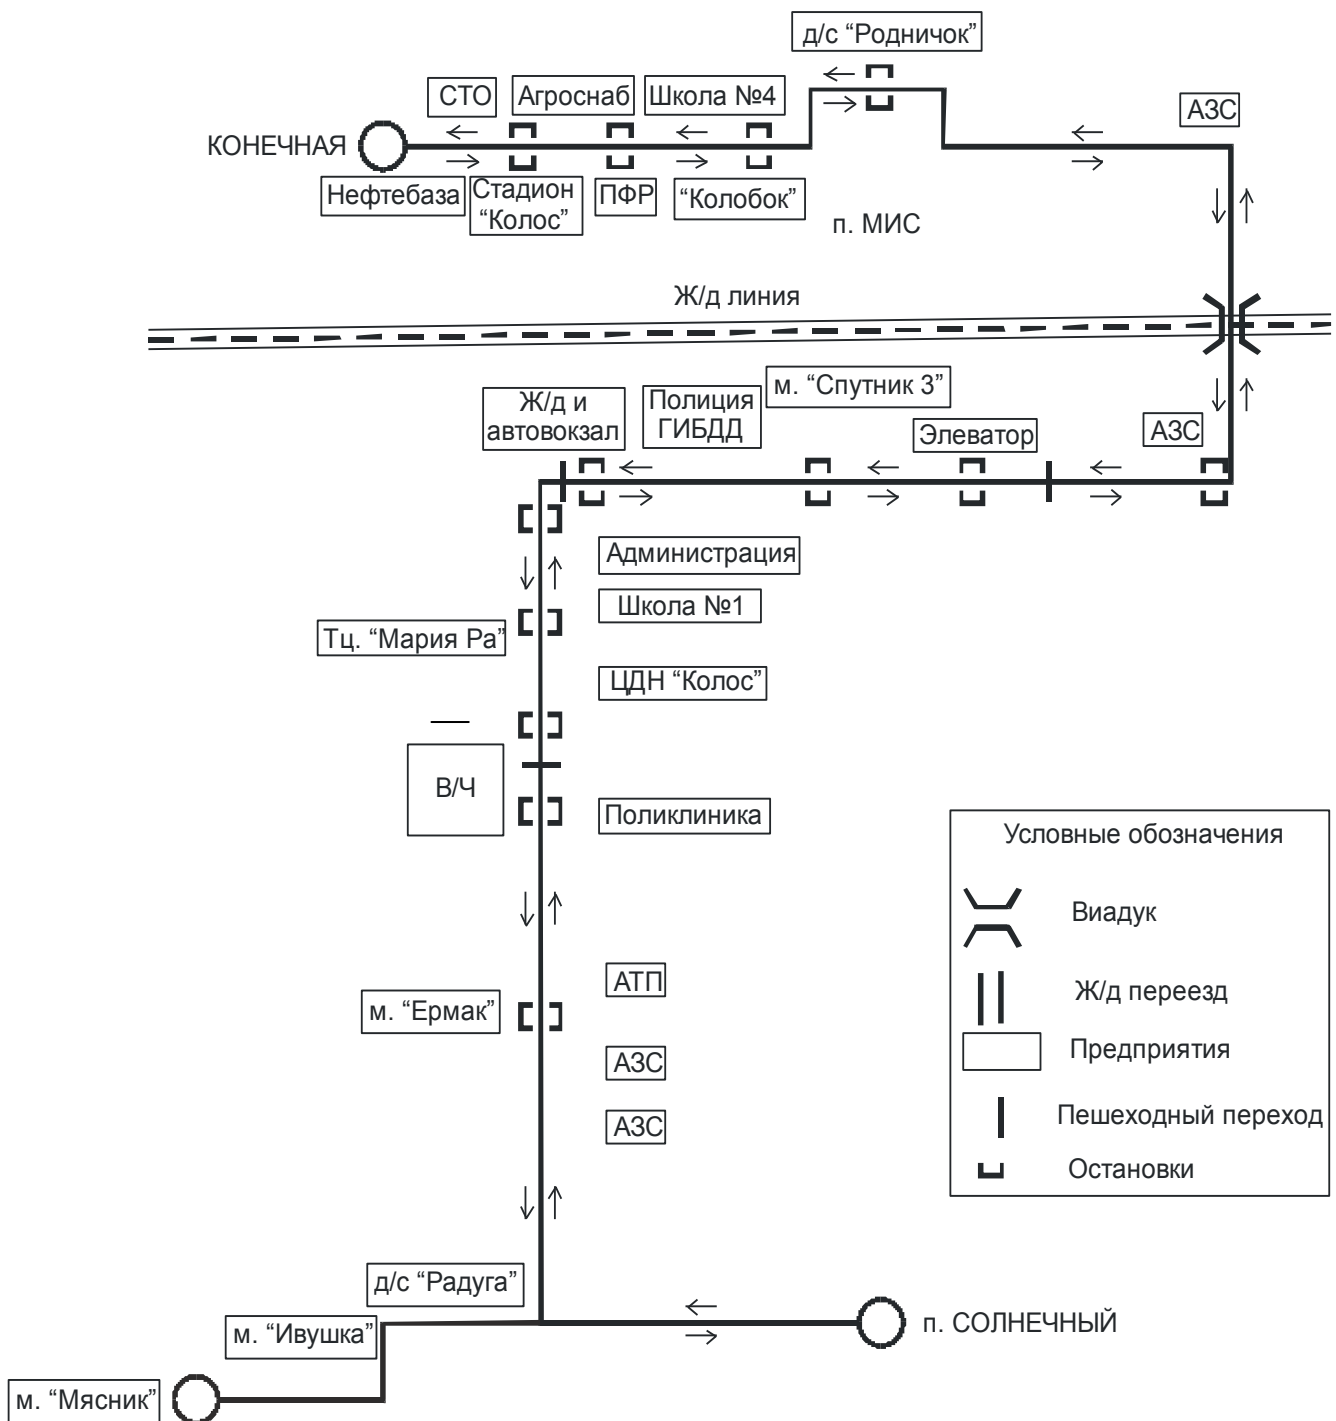 д/с “Родничок”
СТО
Агроснаб
Школа №4
АЗС
КОНЕЧНАЯ
Нефтебаза
Стадион
“Колос”
ПФР
“Колобок”
п. МИС
Ж/д линия
м. “Спутник 3”
Ж/д и
автовокзал
Полиция
ГИБДД
Элеватор
АЗС
Администрация
Школа №1
Тц. “Мария Ра”
ЦДН “Колос”
В/Ч
Поликлиника
АТП
м. “Ермак”
АЗС
АЗС
д/с “Радуга”
м. “Ивушка”
п. СОЛНЕЧНЫЙ
м. “Мясник”
Условные обозначения
Виадук
Ж/д переезд
Предприятия
Пешеходный переход
Остановки